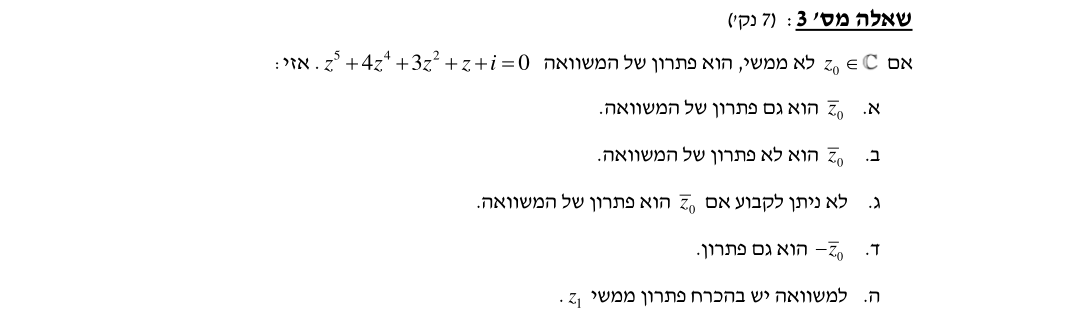 שאלה מס' 3 : (7 נק')
אם z₀ ∈ ℂ לא ממשי, הוא פתרון של המשוואה z⁵ + 4z⁴ + 3z² + z + i = 0 . אזי :
א. z̅₀ הוא גם פתרון של המשוואה.
ב. z̅₀ הוא לא פתרון של המשוואה.
ג. לא ניתן לקבוע אם z̅₀ הוא פתרון של המשוואה.
ד. −z̅₀ הוא גם פתרון.
ה. למשוואה יש בהכרח פתרון ממשי z₁ .